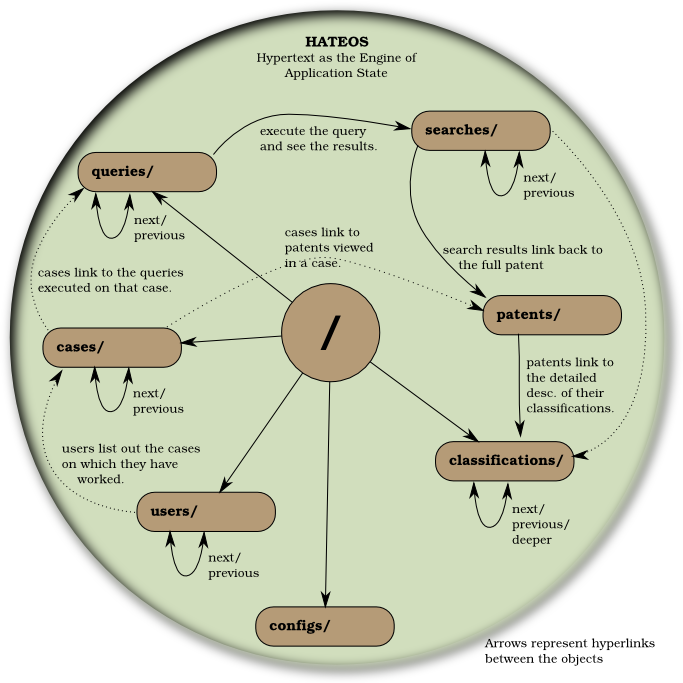 HATEOS
Hypertext as the Engine of
Application State
execute the query
and see the results.
searches/
next/
previous
queries/
next/
previous
cases link to
patents viewed
in a case.
search results link back to
the full patent
cases link to the queries
executed on that case.
/
patents/
cases/
next/
previous
patents link to
the detailed
desc. of their
classifications.
users list out the cases
on which they have
worked.
classifications/
next/
previous/
deeper
users/
next/
previous
configs/
Arrows represent hyperlinks
between the objects